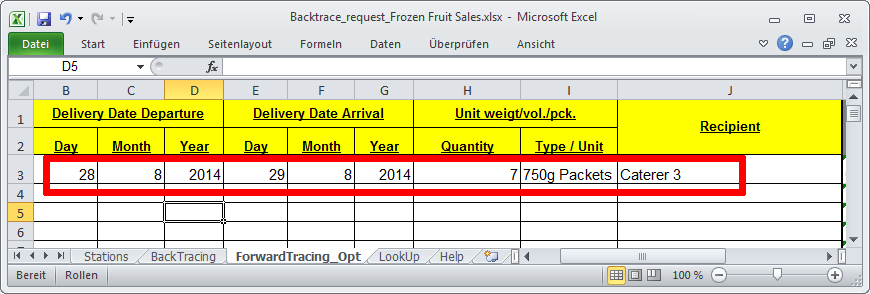 Backtrace_request_Frozen Fruit Sales.xlsx - Microsoft Excel
Datei Start Einfügen Seitenlayout Formeln Daten Überprüfen Ansicht
D5 fx
B C D E F G H I J
1 Delivery Date Departure Delivery Date Arrival Unit weigt/vol./pck. Recipient
2 Day Month Year Day Month Year Quantity Type / Unit
3 28 8 2014 29 8 2014 7 750g Packets Caterer 3
4
5
6
7
Stations BackTracing ForwardTracing_Opt LookUp Help
Bereit Rollen 100 %